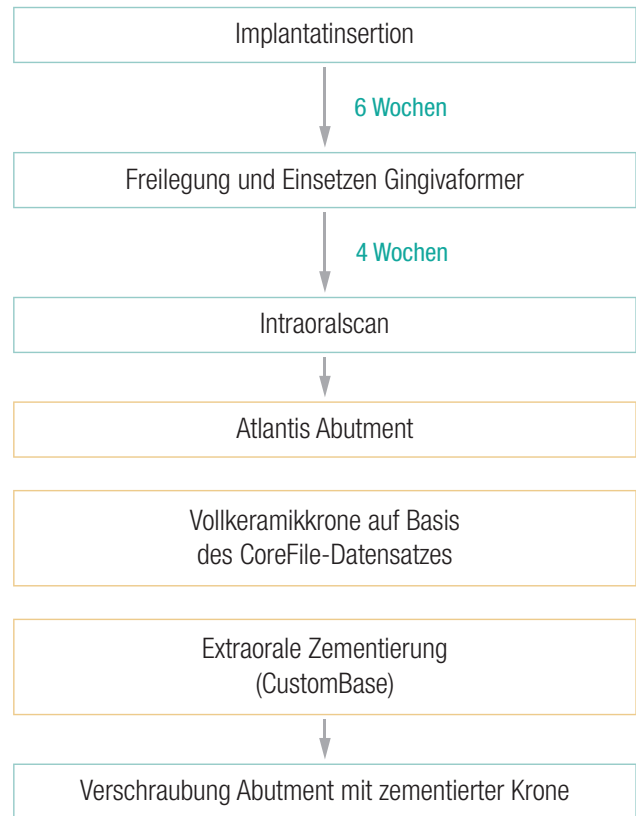 Implantatinsertion
6 Wochen
Freilegung und Einsetzen Gingivaformer
4 Wochen
Intraoralscan
Atlantis Abutment
Vollkeramikkrone auf Basis
des CoreFile-Datensatzes
Extraorale Zementierung
(CustomBase)
Verschraubung Abutment mit zementierter Krone